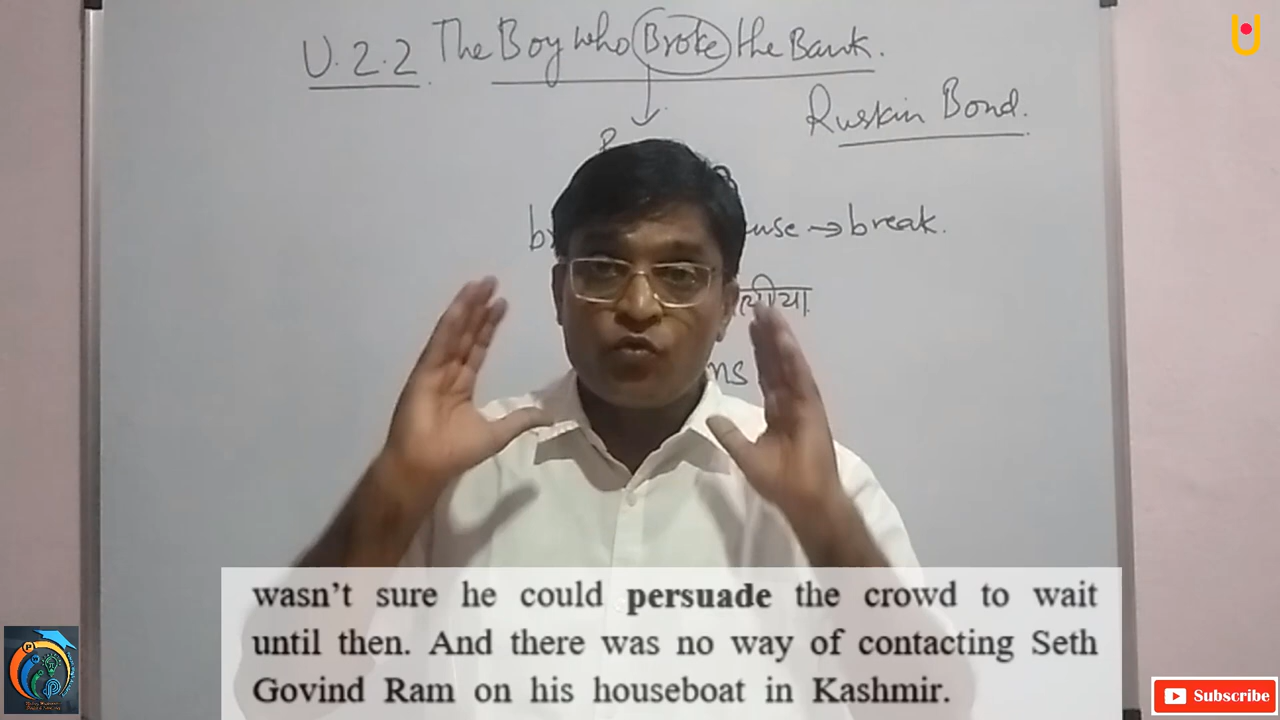 U.2.2 The Boy who Broke the Bank.
Ruskin Bond.
→ break.
wasn't sure he could persuade the crowd to wait
until then. And there was no way of contacting Seth
Govind Ram on his houseboat in Kashmir.
Subscribe